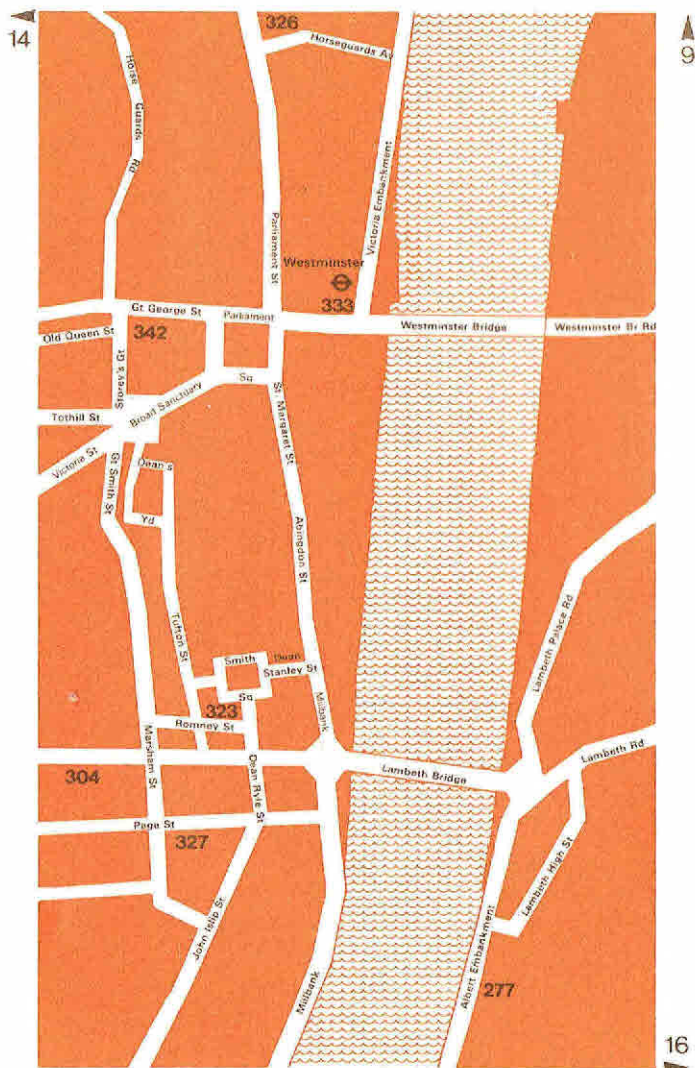 14
326
9
Horseguards Av
Horse
Guards
Rd
Victoria Embankment
Parliament St
Westminster
333
Gt George St
Parliament
Westminster Bridge
Westminster Br Rd
Old Queen St
342
Storey's Gt
Sq
Broad Sanctuary
St. Margaret St
Tothill St
Victoria St
Gt Smith St
Dean's
Yd
Abingdon St
Tufton St
Lambeth Palace Rd
Smith
Dean
Stanley St
Sq
323
Romney St
Millbank
Marsham St
304
Dean Ryle St
Lambeth Bridge
Lambeth Rd
Page St
327
Lambeth High St
John Islip St
Millbank
Albert Embankment
277
16